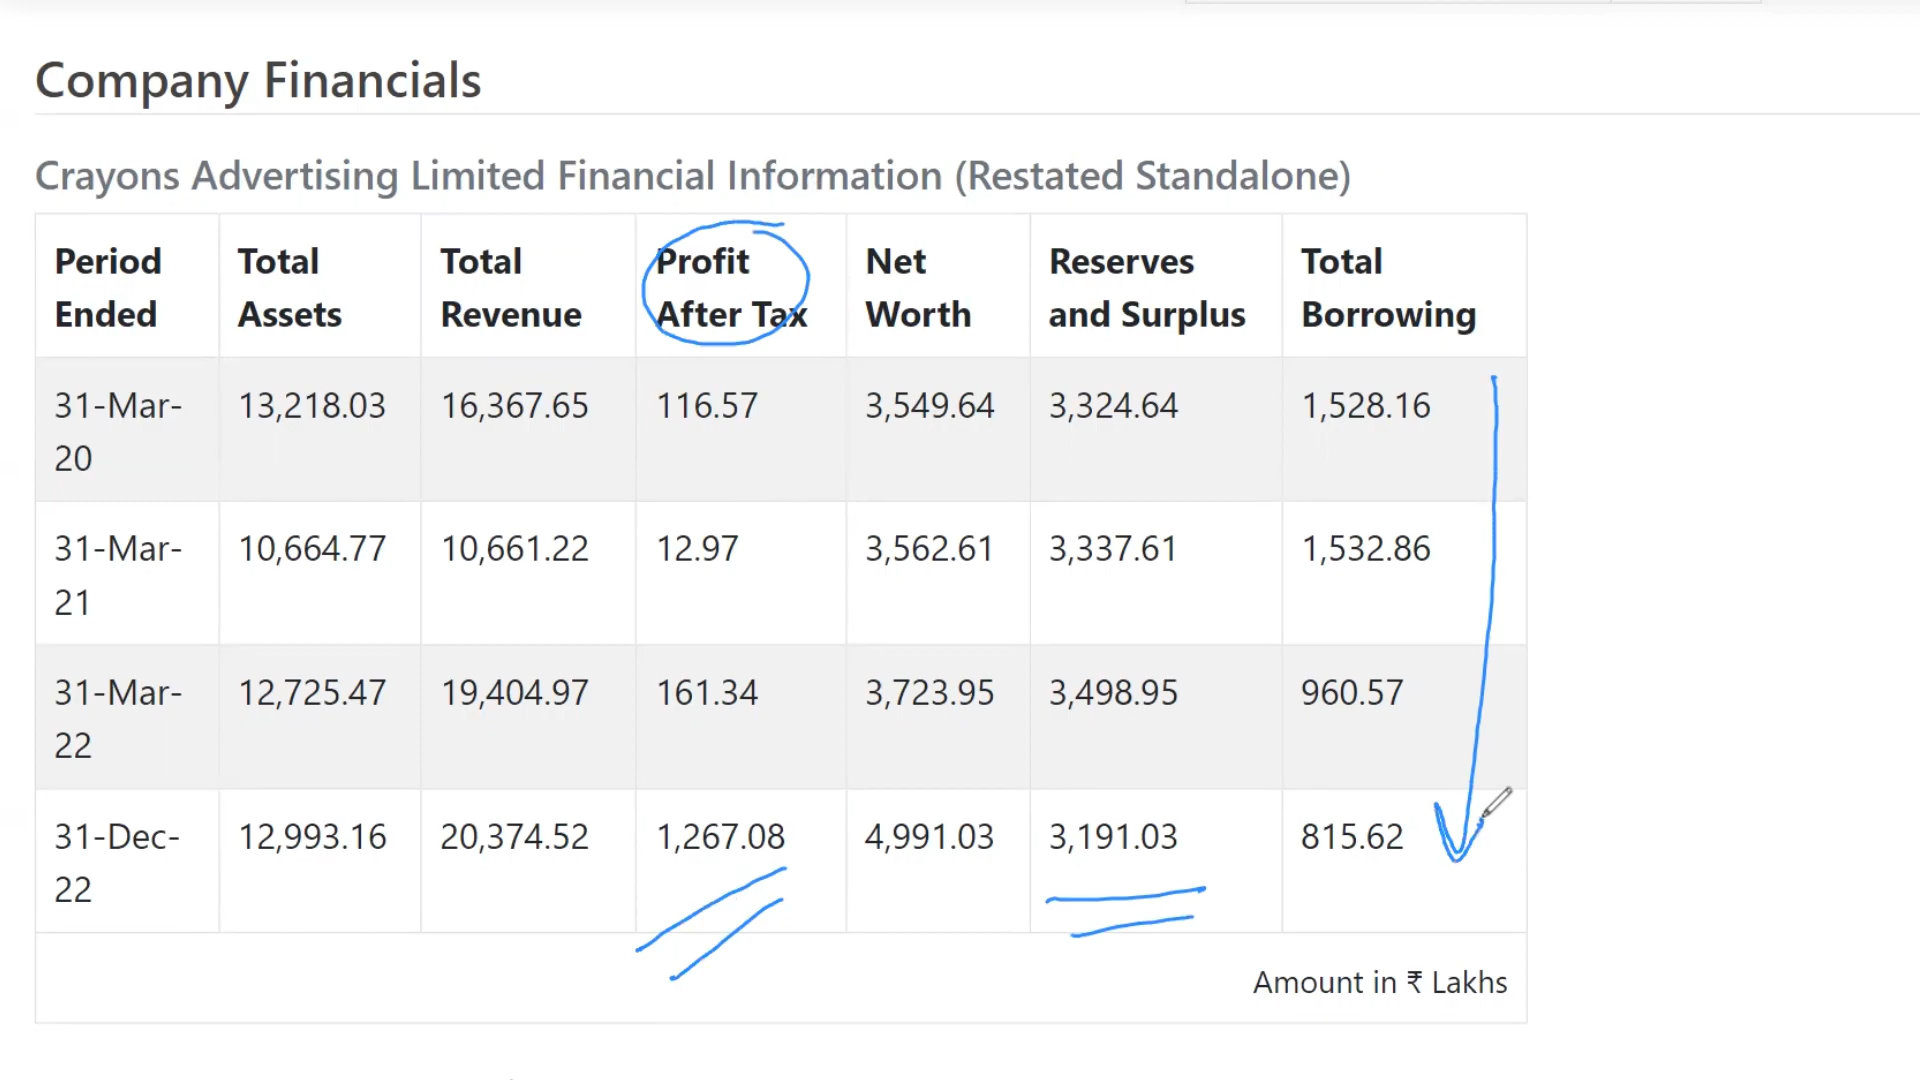 Company Financials
Crayons Advertising Limited Financial Information (Restated Standalone)
Period Ended Total Assets Total Revenue Profit After Tax Net Worth Reserves and Surplus Total Borrowing
31-Mar-20 13,218.03 16,367.65 116.57 3,549.64 3,324.64 1,528.16
31-Mar-21 10,664.77 10,661.22 12.97 3,562.61 3,337.61 1,532.86
31-Mar-22 12,725.47 19,404.97 161.34 3,723.95 3,498.95 960.57
31-Dec-22 12,993.16 20,374.52 1,267.08 4,991.03 3,191.03 815.62
Amount in ₹ Lakhs